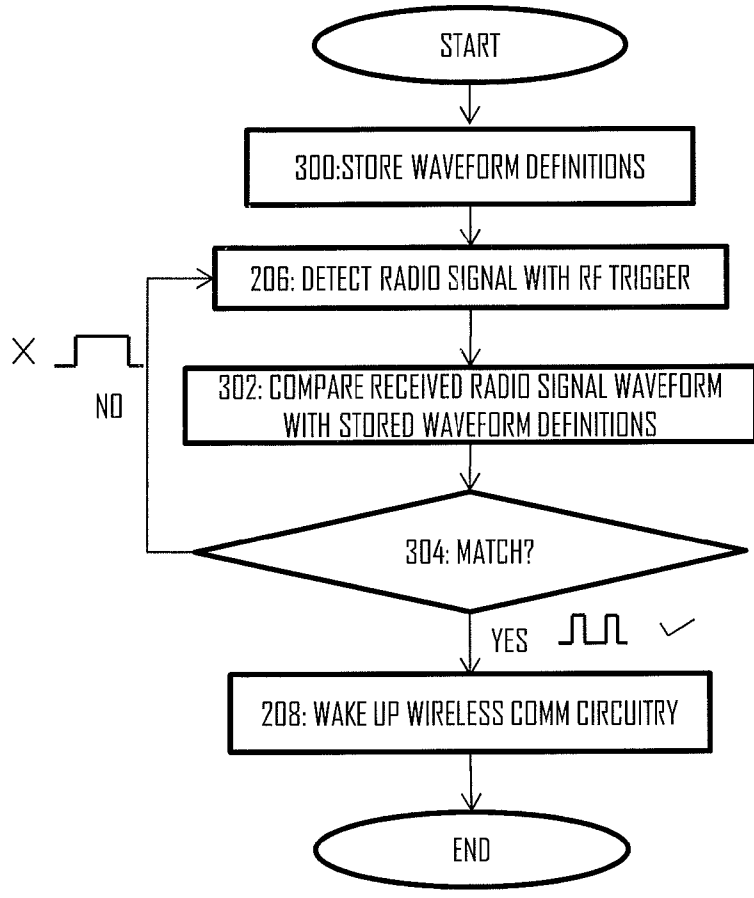 START
300:STORE WAVEFORM DEFINITIONS
206: DETECT RADIO SIGNAL WITH RF TRIGGER
302: COMPARE RECEIVED RADIO SIGNAL WAVEFORM
WITH STORED WAVEFORM DEFINITIONS
NO
304: MATCH?
YES
208: WAKE UP WIRELESS COMM CIRCUITRY
END